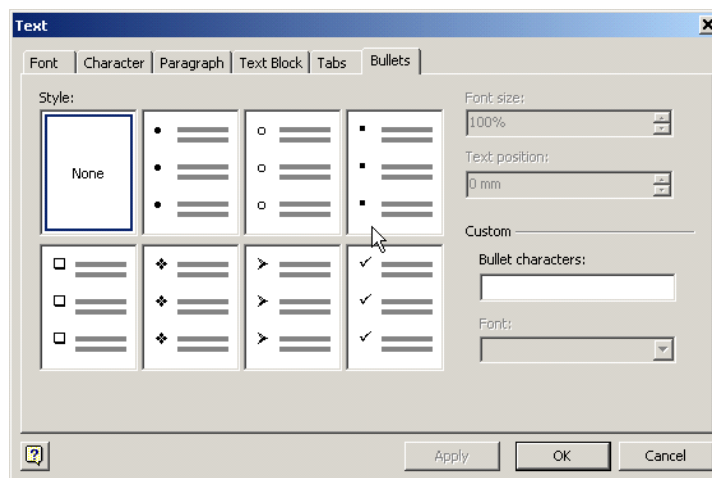 Text
Font Character Paragraph Text Block Tabs Bullets
Style:
None
Font size:
100%
Text position:
0 mm
Custom
Bullet characters:
Font:
Apply OK Cancel